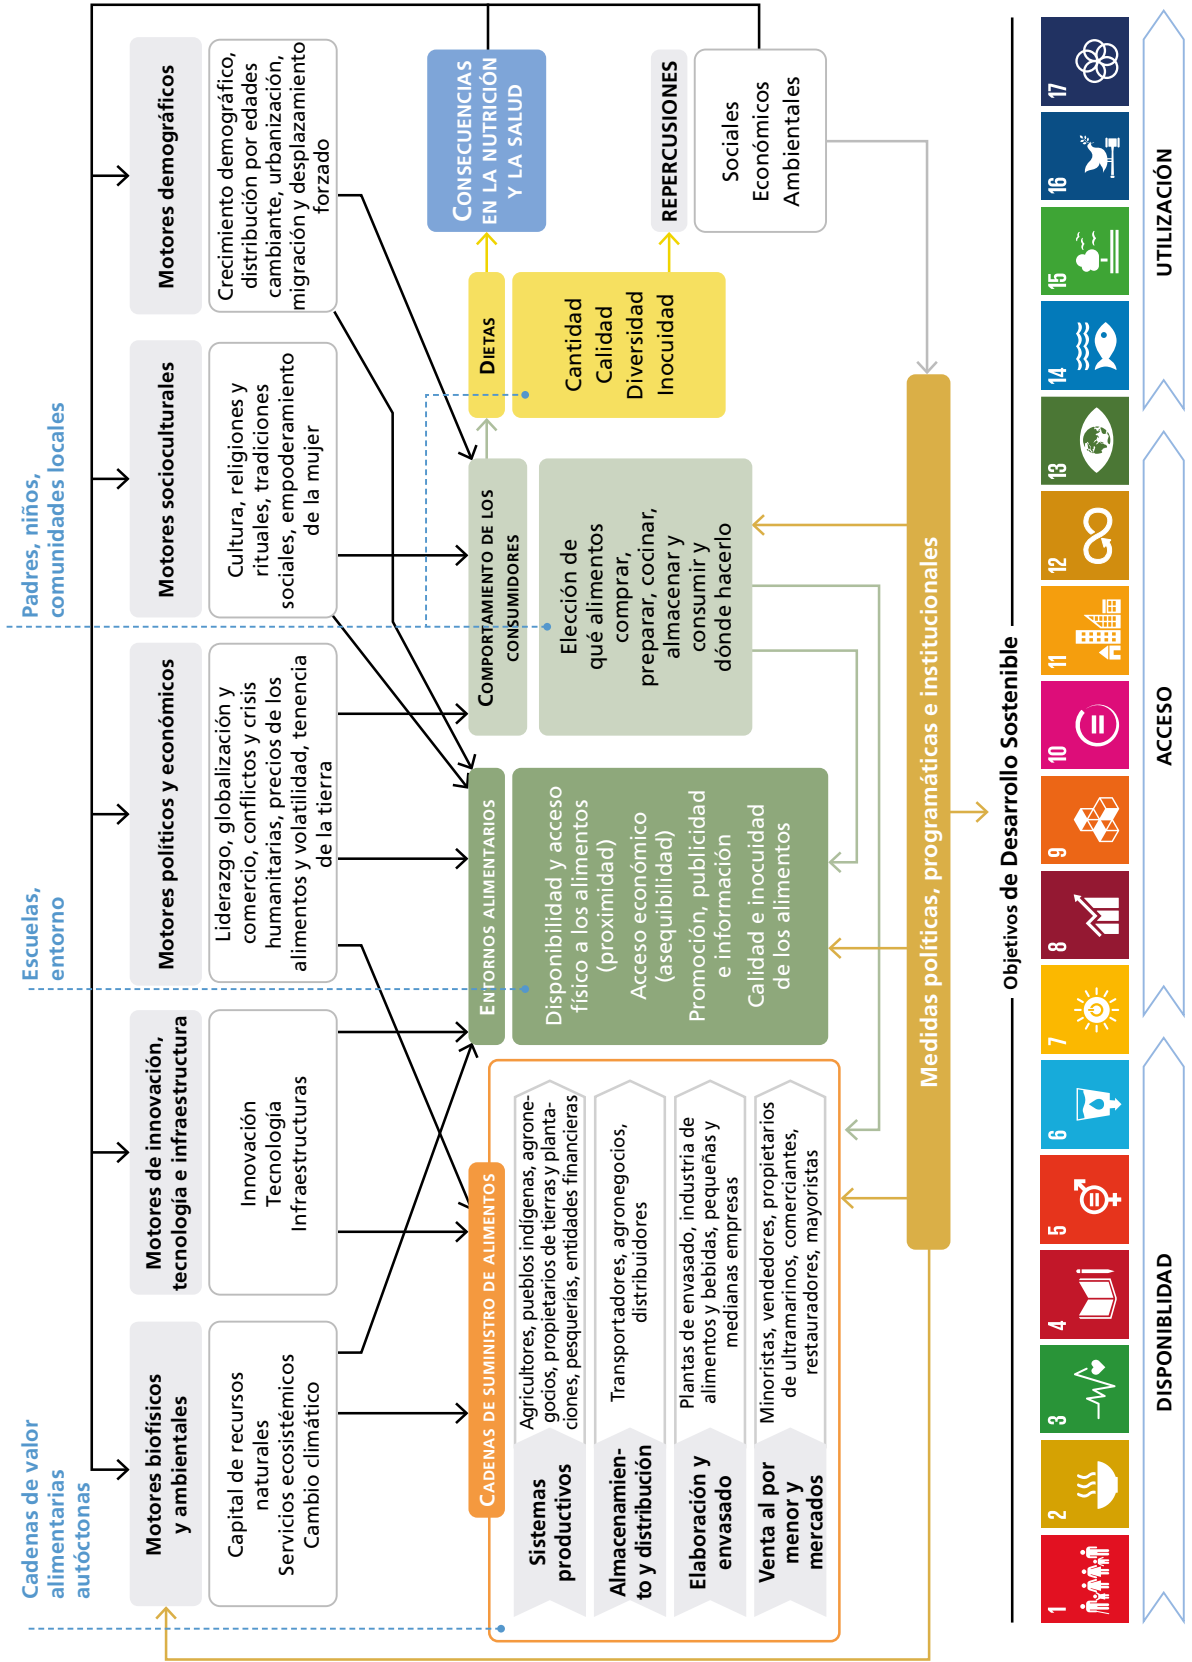 Cadenas de valor
alimentarias
autóctonas
Escuelas,
entorno
Padres, niños,
comunidades locales
Motores biofísicos
y ambientales
Capital de recursos
naturales
Servicios ecosistémicos
Cambio climático
Motores de innovación,
tecnología e infraestructura
Innovación
Tecnología
Infraestructuras
Motores políticos y económicos
Liderazgo, globalización y
comercio, conflictos y crisis
humanitarias, precios de los
alimentos y volatilidad, tenencia
de la tierra
Motores socioculturales
Cultura, religiones y
rituales, tradiciones
sociales, empoderamiento
de la mujer
Motores demográficos
Crecimiento demográfico,
distribución por edades
cambiante, urbanización,
migración y desplazamiento
forzado
CADENAS DE SUMINISTRO DE ALIMENTOS
Sistemas
productivos
Agricultores, pueblos indígenas, agrone-
gocios, propietarios de tierras y planta-
ciones, pesquerías, entidades financieras
Almacenamien-
to y distribución
Transportadores, agronegocios,
distribuidores
Elaboración y
envasado
Plantas de envasado, industria de
alimentos y bebidas, pequeñas y
medianas empresas
Venta al por
menor y
mercados
Minoristas, vendedores, propietarios
de ultramarinos, comerciantes,
restauradores, mayoristas
ENTORNOS ALIMENTARIOS
Disponibilidad y acceso
físico a los alimentos
(proximidad)
Acceso económico
(asequibilidad)
Promoción, publicidad
e información
Calidad e inocuidad
de los alimentos
COMPORTAMIENTO DE LOS
CONSUMIDORES
Elección de
qué alimentos
comprar,
preparar, cocinar,
almacenar y
consumir y
dónde hacerlo
DIETAS
Cantidad
Calidad
Diversidad
Inocuidad
CONSECUENCIAS
EN LA NUTRICIÓN
Y LA SALUD
REPERCUSIONES
Sociales
Económicos
Ambientales
Medidas políticas, programáticas e institucionales
Objetivos de Desarrollo Sostenible
1
2
3
4
5
6
7
8
9
10
11
12
13
14
15
16
17
DISPONIBLIDAD
ACCESO
UTILIZACIÓN